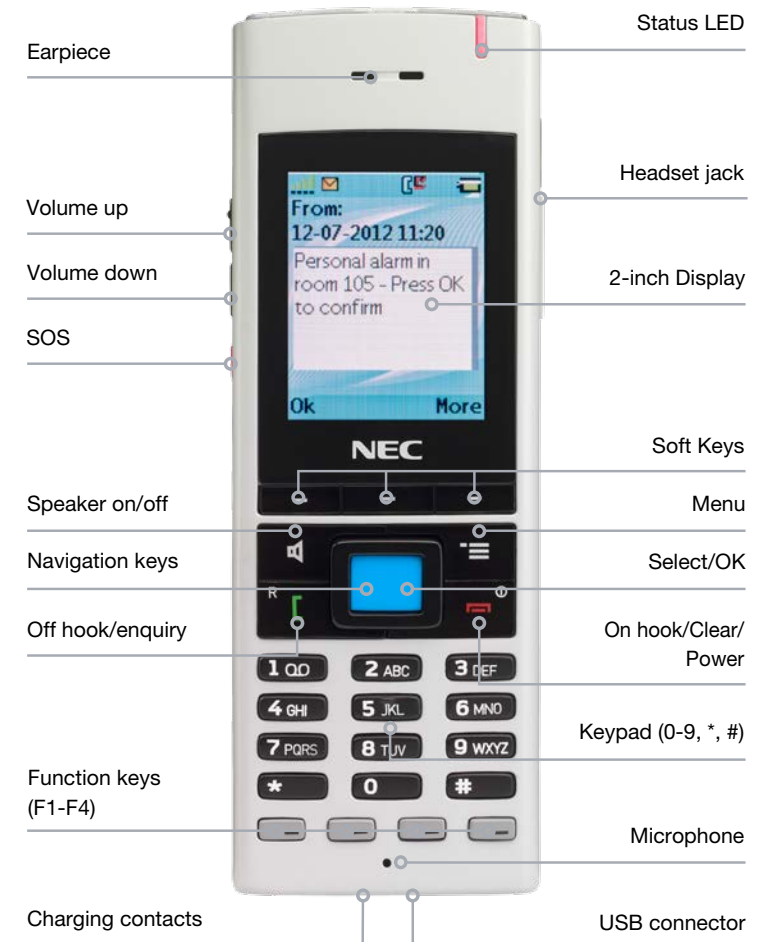 Status LED
Earpiece
Headset jack
Volume up
From:
12-07-2012 11:20
Volume down
Personal alarm in
room 105 - Press OK
to confirm
2-inch Display
SOS
Ok More
NEC
Soft Keys
Speaker on/off
Menu
Navigation keys
Select/OK
R
Off hook/enquiry
On hook/Clear/
Power
1
2 ABC
3 DEF
4 GHI
5 JKL
6 MNO
Keypad (0-9, *, #)
7 PQRS
8 TUV
9 WXYZ
* 0 #
Function keys
(F1-F4)
Microphone
Charging contacts
USB connector